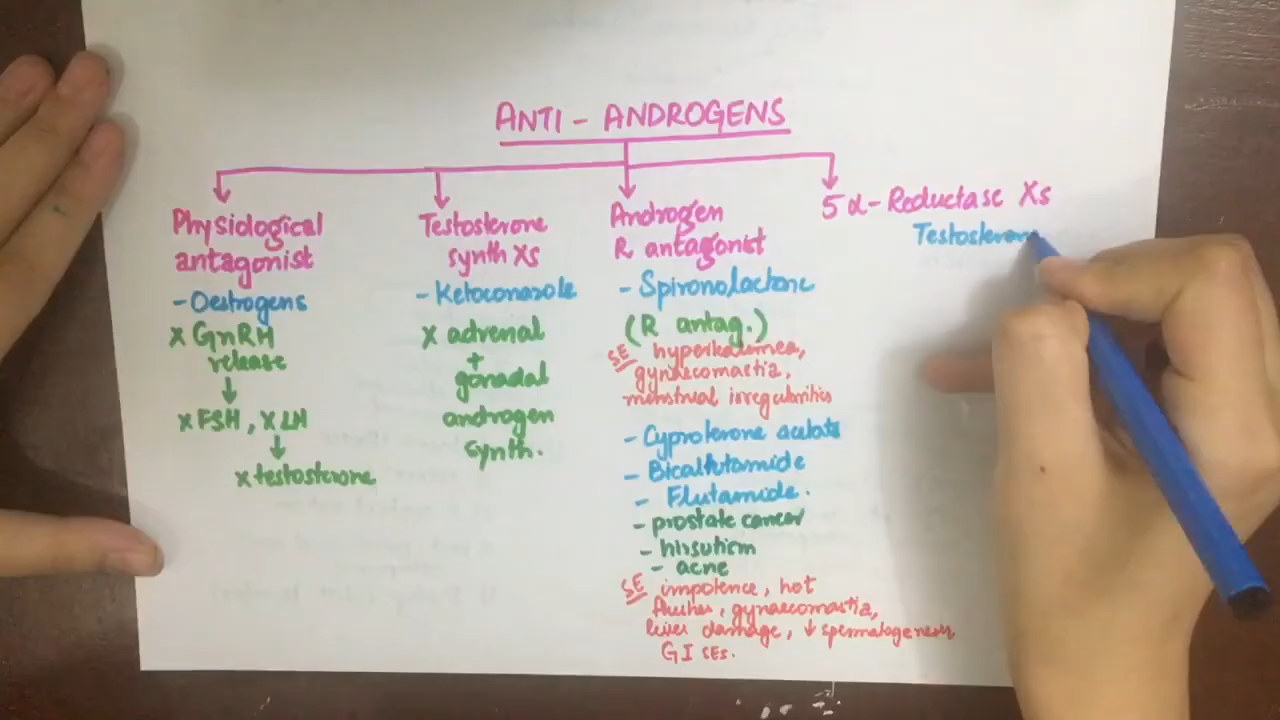 ANTI - ANDROGENS
Physiological
antagonist
- Oestrogens
x GnRH
release
↓
x FSH, x LH
↓
x testosterone
Testosterone
synth Xs
- Ketoconazole
x adrenal
+
gonadal
androgen
synth.
Androgen
R antagonist
- Spironolactone
(R antag.)
SE hyperkalemea,
gynaecomastia,
menstrual irregularities
- Cyproterone acetate
- Bicalutamide
- Flutamide.
- prostate cancer
- hirsutism
- acne
SE impotence, hot
flushes, gynaecomastia,
liver damage, ↓ spermatogenesis
GI SEs.
5 α-Reductase Xs
Testosterone